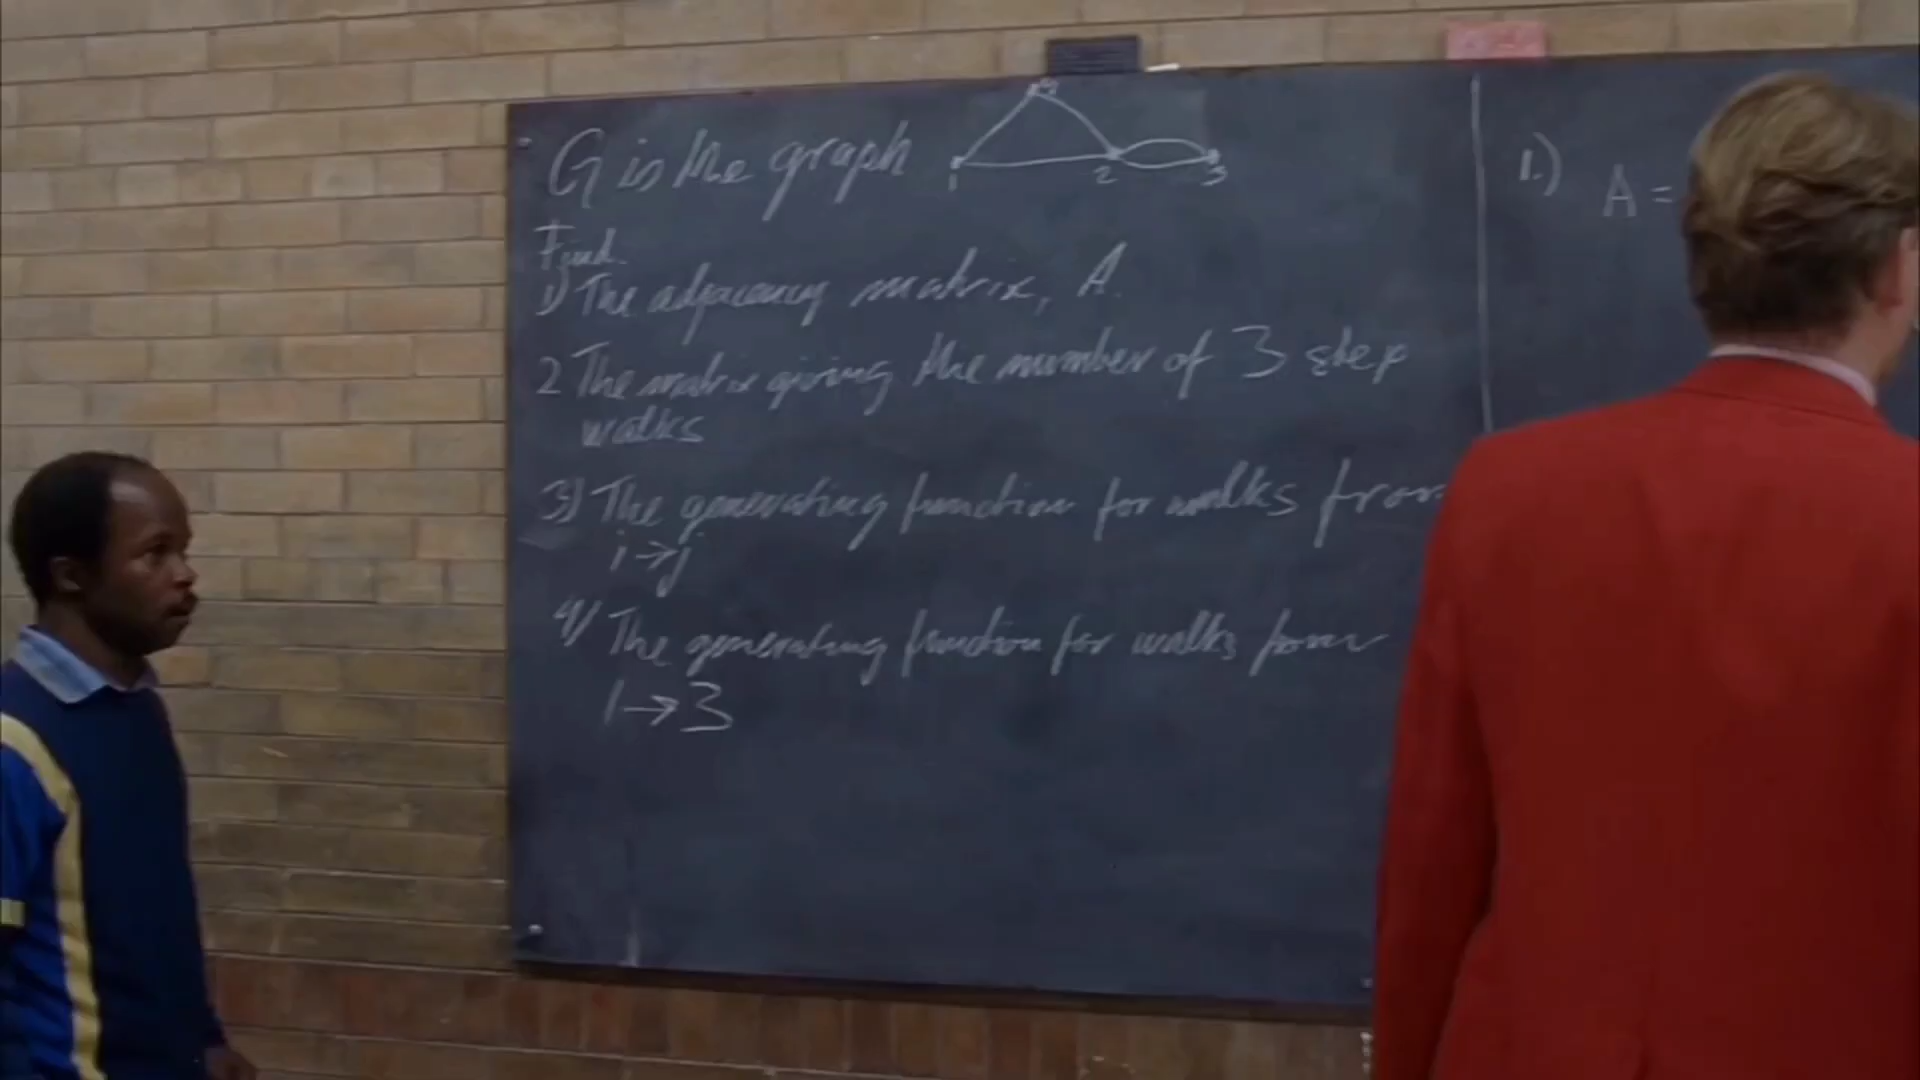 G is the graph
4
1 2 3
Find.
1) The adjacency matrix, A.
2 The matrix giving the number of 3 step
walks
3) The generating function for walks from
i→j
4) The generating function for walks from
1→3
1.) A =